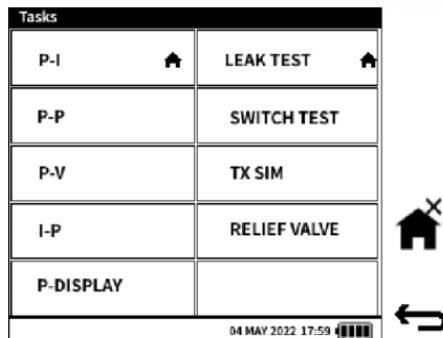 Tasks
P-I
LEAK TEST
P-P
SWITCH TEST
P-V
TX SIM
I-P
RELIEF VALVE
P-DISPLAY
04 MAY 2022 17:59